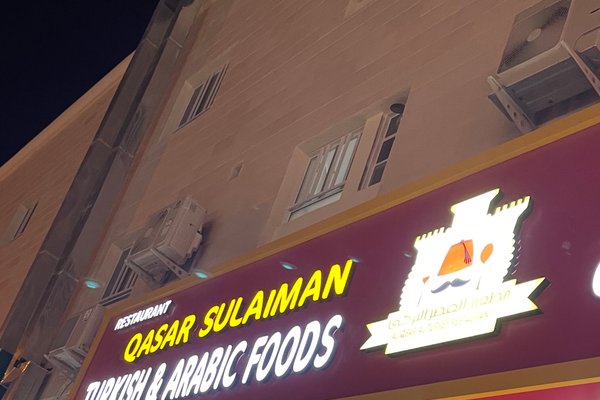 RESTAURANT
QASAR SULAIMAN
TURKISH & ARABIC FOODS